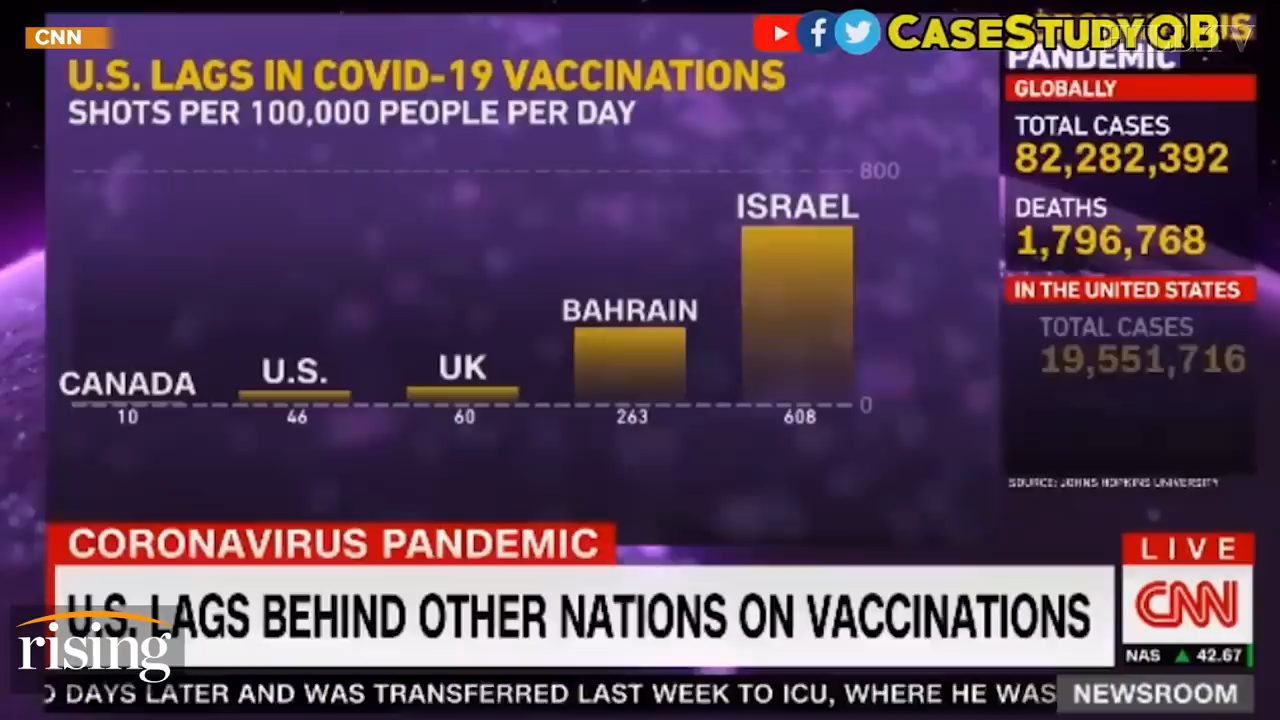 CNN
CASESTUDYQB
U.S. LAGS IN COVID-19 VACCINATIONS
SHOTS PER 100,000 PEOPLE PER DAY
800
ISRAEL
BAHRAIN
UK
U.S.
CANADA
0
10
46
60
263
608
PANDEMIC
GLOBALLY
TOTAL CASES
82,282,392
DEATHS
1,796,768
IN THE UNITED STATES
TOTAL CASES
19,551,716
SOURCE: JOHNS HOPKINS UNIVERSITY
CORONAVIRUS PANDEMIC
U.S. LAGS BEHIND OTHER NATIONS ON VACCINATIONS
rising
LIVE
CNN
NAS ▲ 42.67
DAYS LATER AND WAS TRANSFERRED LAST WEEK TO ICU, WHERE HE WAS
NEWSROOM